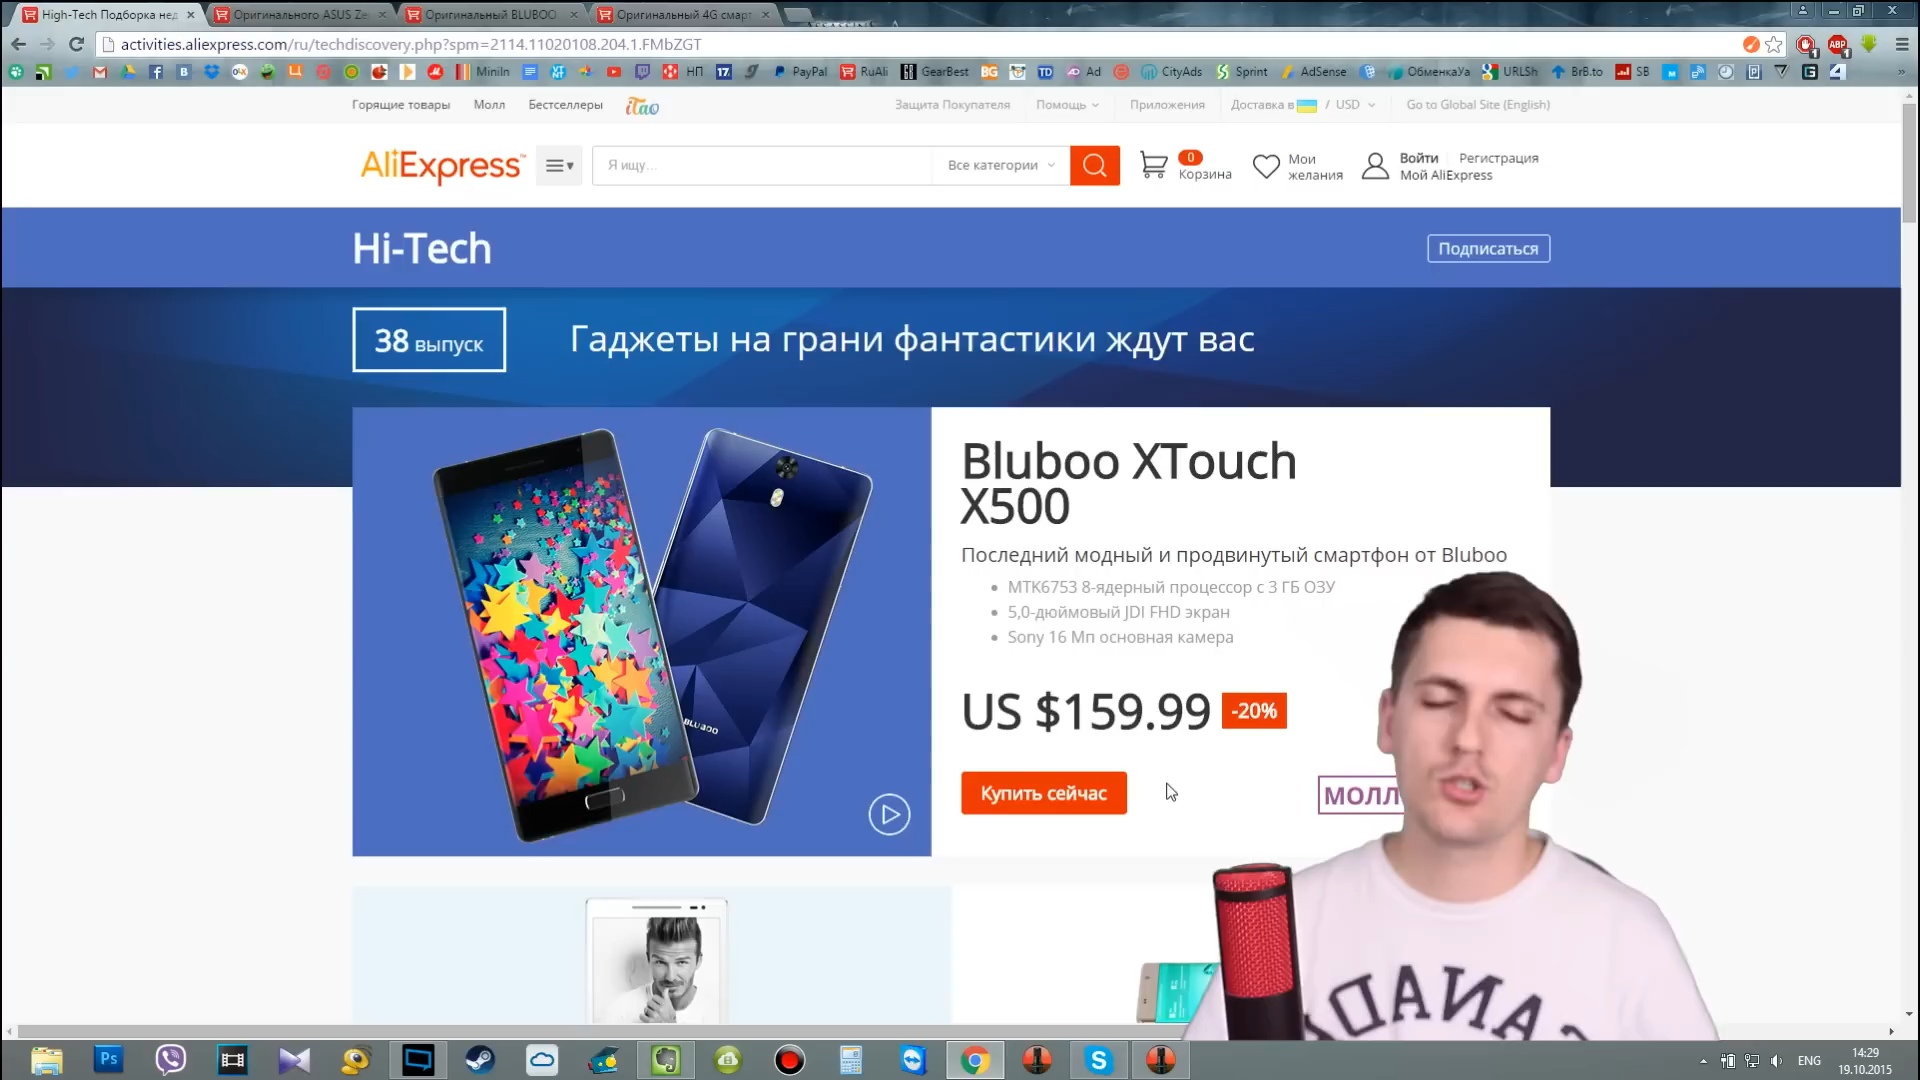 High-Tech Подборка нед
Оригинального ASUS Ze
Оригинальный BLUBOO
Оригинальный 4G смарт
activities.aliexpress.com/ru/techdiscovery.php?spm=2114.11020108.204.1.FMbZGT
MiniIn НП PayPal RuAli GearBest TD Ad CityAds Sprint AdSense ОбменкаУа URLSh BrB.to SB
Горящие товары Молл Бестселлеры iTao Защита Покупателя Помощь Приложения Доставка в / USD Go to Global Site (English)
AliExpress™
Я ищу...
Все категории
0
Корзина
Мои
желания
Войти Регистрация
Мой AliExpress
Hi-Tech
Подписаться
38 выпуск
Гаджеты на грани фантастики ждут вас
Bluboo XTouch
X500
Последний модный и продвинутый смартфон от Bluboo
MTK6753 8-ядерный процессор с 3 ГБ ОЗУ
5,0-дюймовый JDI FHD экран
Sony 16 Мп основная камера
US $159.99 -20%
Купить сейчас
МОЛЛ
BLUBOO
Ps
ENG
14:29
19.10.2015